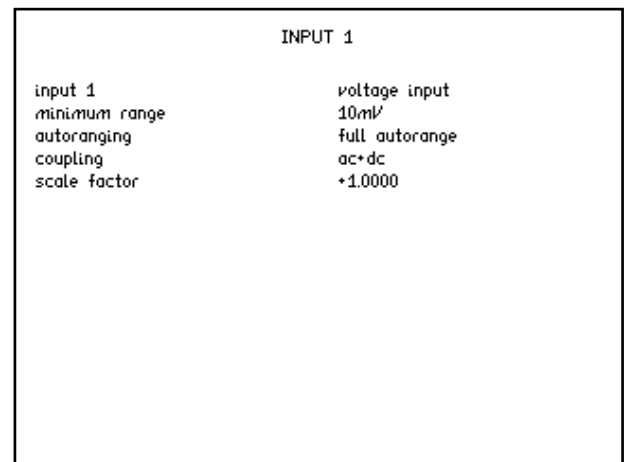 INPUT 1
input 1 voltage input
minimum range 10mV
autoranging full autorange
coupling ac+dc
scale factor +1.0000